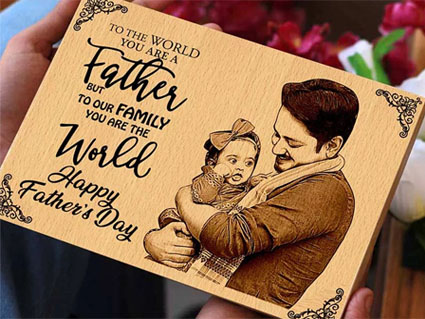 TO THE WORLD
YOU ARE A
Father
BUT
TO OUR FAMILY
YOU ARE THE
World
Happy
Father's Day